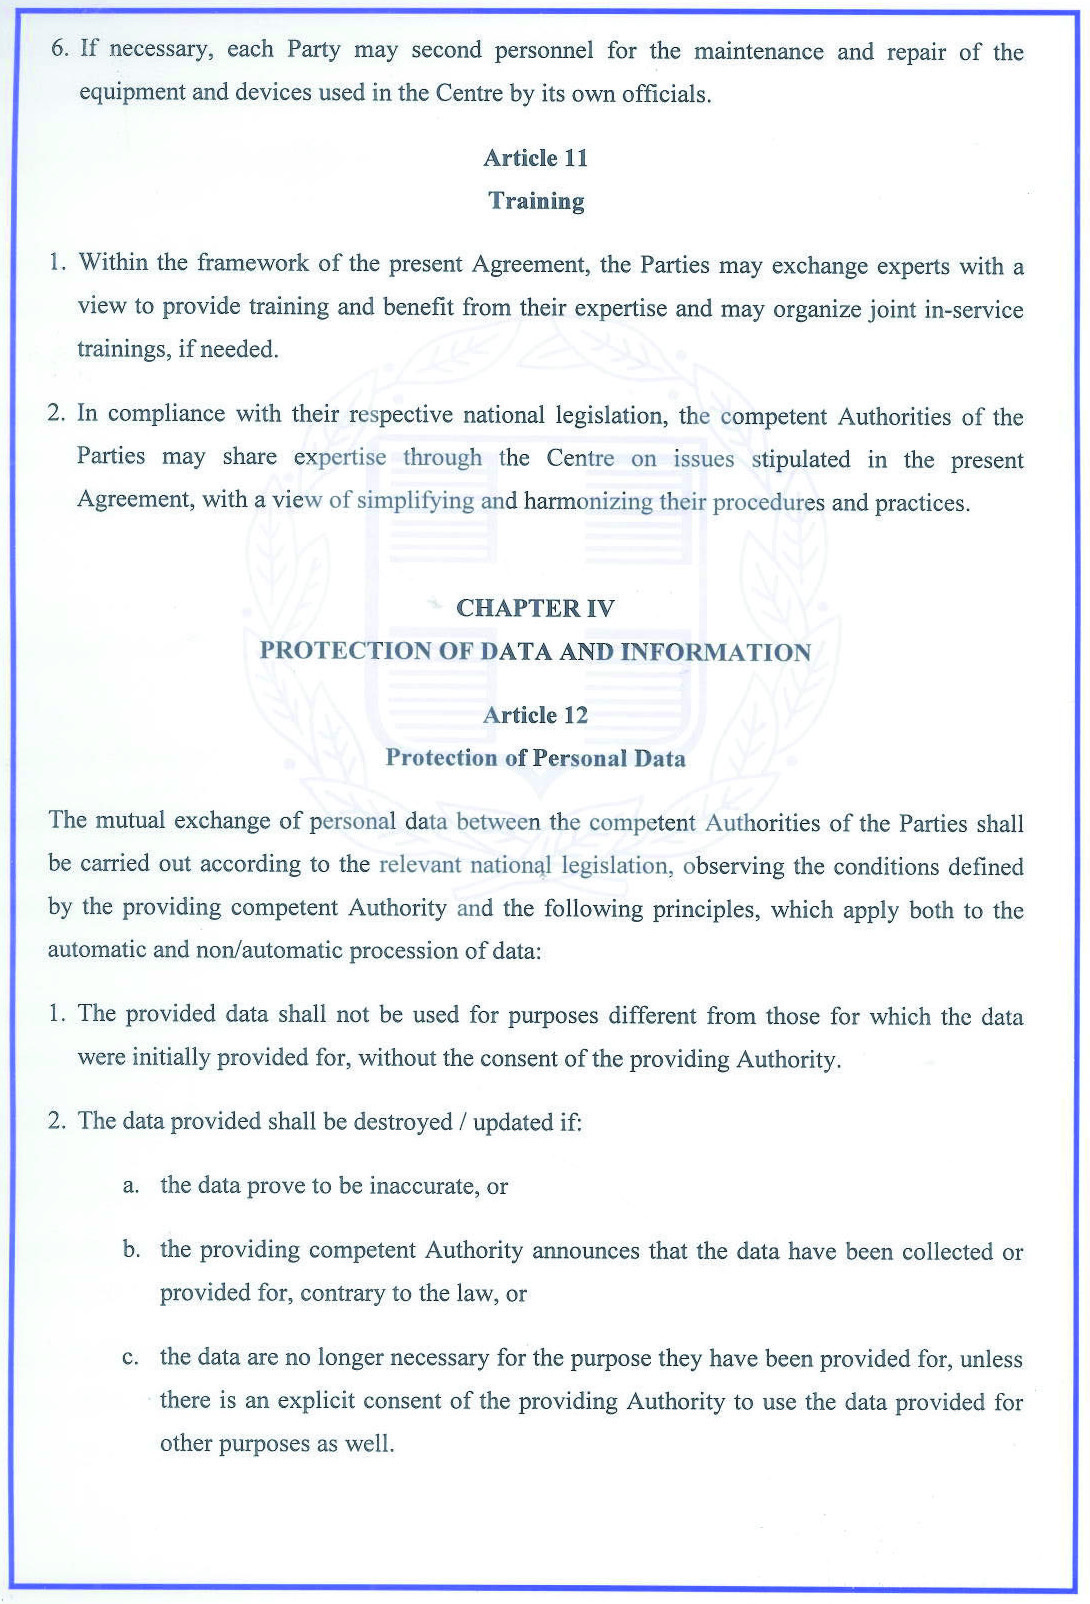 6. If necessary, each Party may second personnel for the maintenance and repair of the
equipment and devices used in the Centre by its own officials.
Article 11
Training
1. Within the framework of the present Agreement, the Parties may exchange experts with a
view to provide training and benefit from their expertise and may organize joint in-service
trainings, if needed.
2. In compliance with their respective national legislation, the competent Authorities of the
Parties may share expertise through the Centre on issues stipulated in the present
Agreement, with a view of simplifying and harmonizing their procedures and practices.
CHAPTER IV
PROTECTION OF DATA AND INFORMATION
Article 12
Protection of Personal Data
The mutual exchange of personal data between the competent Authorities of the Parties shall
be carried out according to the relevant national legislation, observing the conditions defined
by the providing competent Authority and the following principles, which apply both to the
automatic and non/automatic procession of data:
1. The provided data shall not be used for purposes different from those for which the data
were initially provided for, without the consent of the providing Authority.
2. The data provided shall be destroyed / updated if:
a. the data prove to be inaccurate, or
b. the providing competent Authority announces that the data have been collected or
provided for, contrary to the law, or
c. the data are no longer necessary for the purpose they have been provided for, unless
there is an explicit consent of the providing Authority to use the data provided for
other purposes as well.